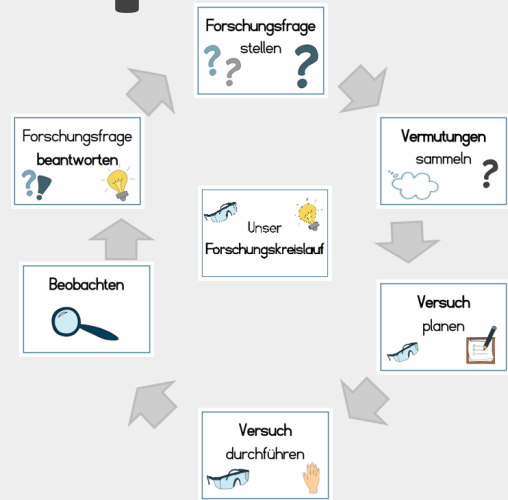 Forschungsfrage
stellen
Vermutungen
sammeln
Versuch
planen
Versuch
durchführen
Beobachten
Forschungsfrage
beantworten
Unser
Forschungskreislauf